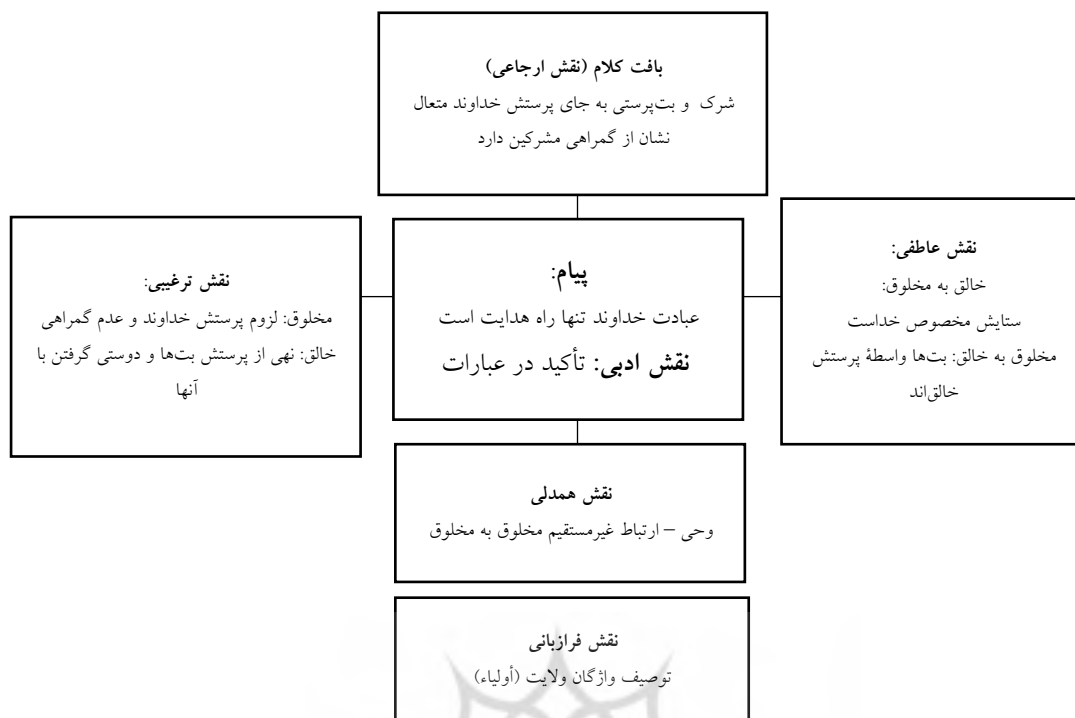 بافت کلام (نقش ارجاعی)
شرک و بت‌پرستی به جای پرستش خداوند متعال
نشان از گمراهی مشرکین دارد
نقش عاطفی:
خالق به مخلوق:
ستایش مخصوص خداست
مخلوق به خالق: بت‌ها واسطۀ پرستش
خالق‌اند
پیام:
عبادت خداوند تنها راه هدایت است
نقش ادبی: تأکید در عبارات
نقش ترغیبی:
مخلوق: لزوم پرستش خداوند و عدم گمراهی
خالق: نهی از پرستش بت‌ها و دوستی گرفتن با
آنها
نقش همدلی
وحی – ارتباط غیرمستقیم مخلوق به مخلوق
نقش فرازبانی
توصیف واژگان ولایت (أولیاء)